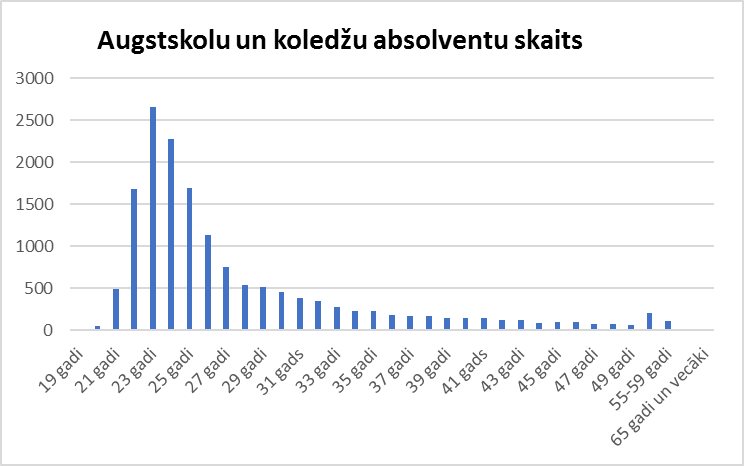 Augstskolu un koledžu absolventu skaits
3000
2500
2000
1500
1000
500
0
19 gadi
21 gadi
23 gadi
25 gadi
27 gadi
29 gadi
31 gads
33 gadi
35 gadi
37 gadi
39 gadi
41 gads
43 gadi
45 gadi
47 gadi
49 gadi
55-59 gadi
65 gadi un vecāki